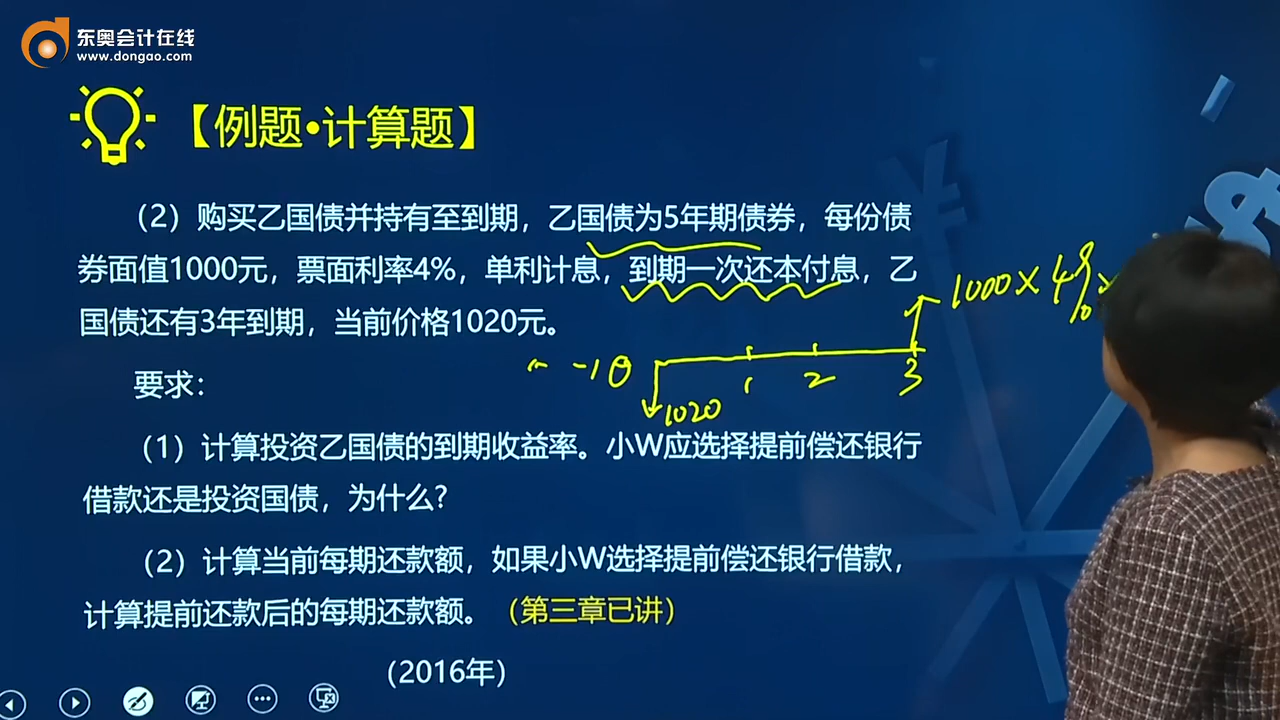 东奥会计在线
www.dongao.com
【例题•计算题】
（2）购买乙国债并持有至到期，乙国债为5年期债券，每份债
券面值1000元，票面利率4%，单利计息，到期一次还本付息，乙
国债还有3年到期，当前价格1020元。
1000×4%×
-1 0 1 2 3
1020
要求：
（1）计算投资乙国债的到期收益率。小W应选择提前偿还银行
借款还是投资国债，为什么?
（2）计算当前每期还款额，如果小W选择提前偿还银行借款，
计算提前还款后的每期还款额。（第三章已讲）
（2016年）